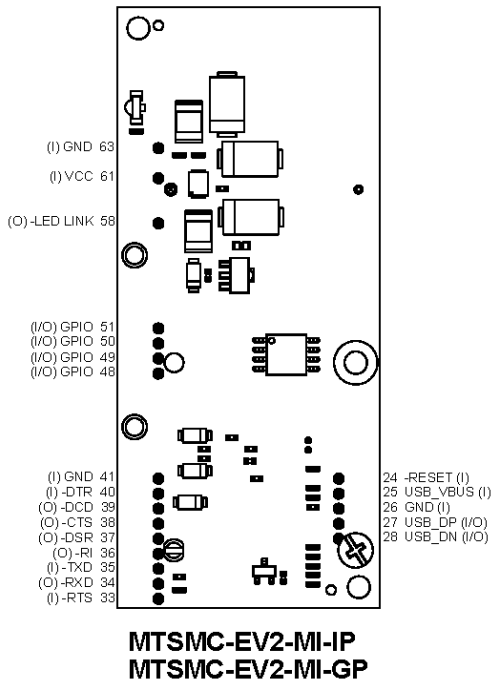 (I) GND 63
(I) VCC 61
(O) -LED LINK 58
(I/O) GPIO 51
(I/O) GPIO 50
(I/O) GPIO 49
(I/O) GPIO 48
(I) GND 41
(I) -DTR 40
(O) -DCD 39
(O) -CTS 38
(O) -DSR 37
(O) -RI 36
(I) -TXD 35
(O) -RXD 34
(I) -RTS 33
24 -RESET (I)
25 USB_VBUS (I)
26 GND (I)
27 USB_DP (I/O)
28 USB_DN (I/O)
MTSMC-EV2-MI-IP
MTSMC-EV2-MI-GP